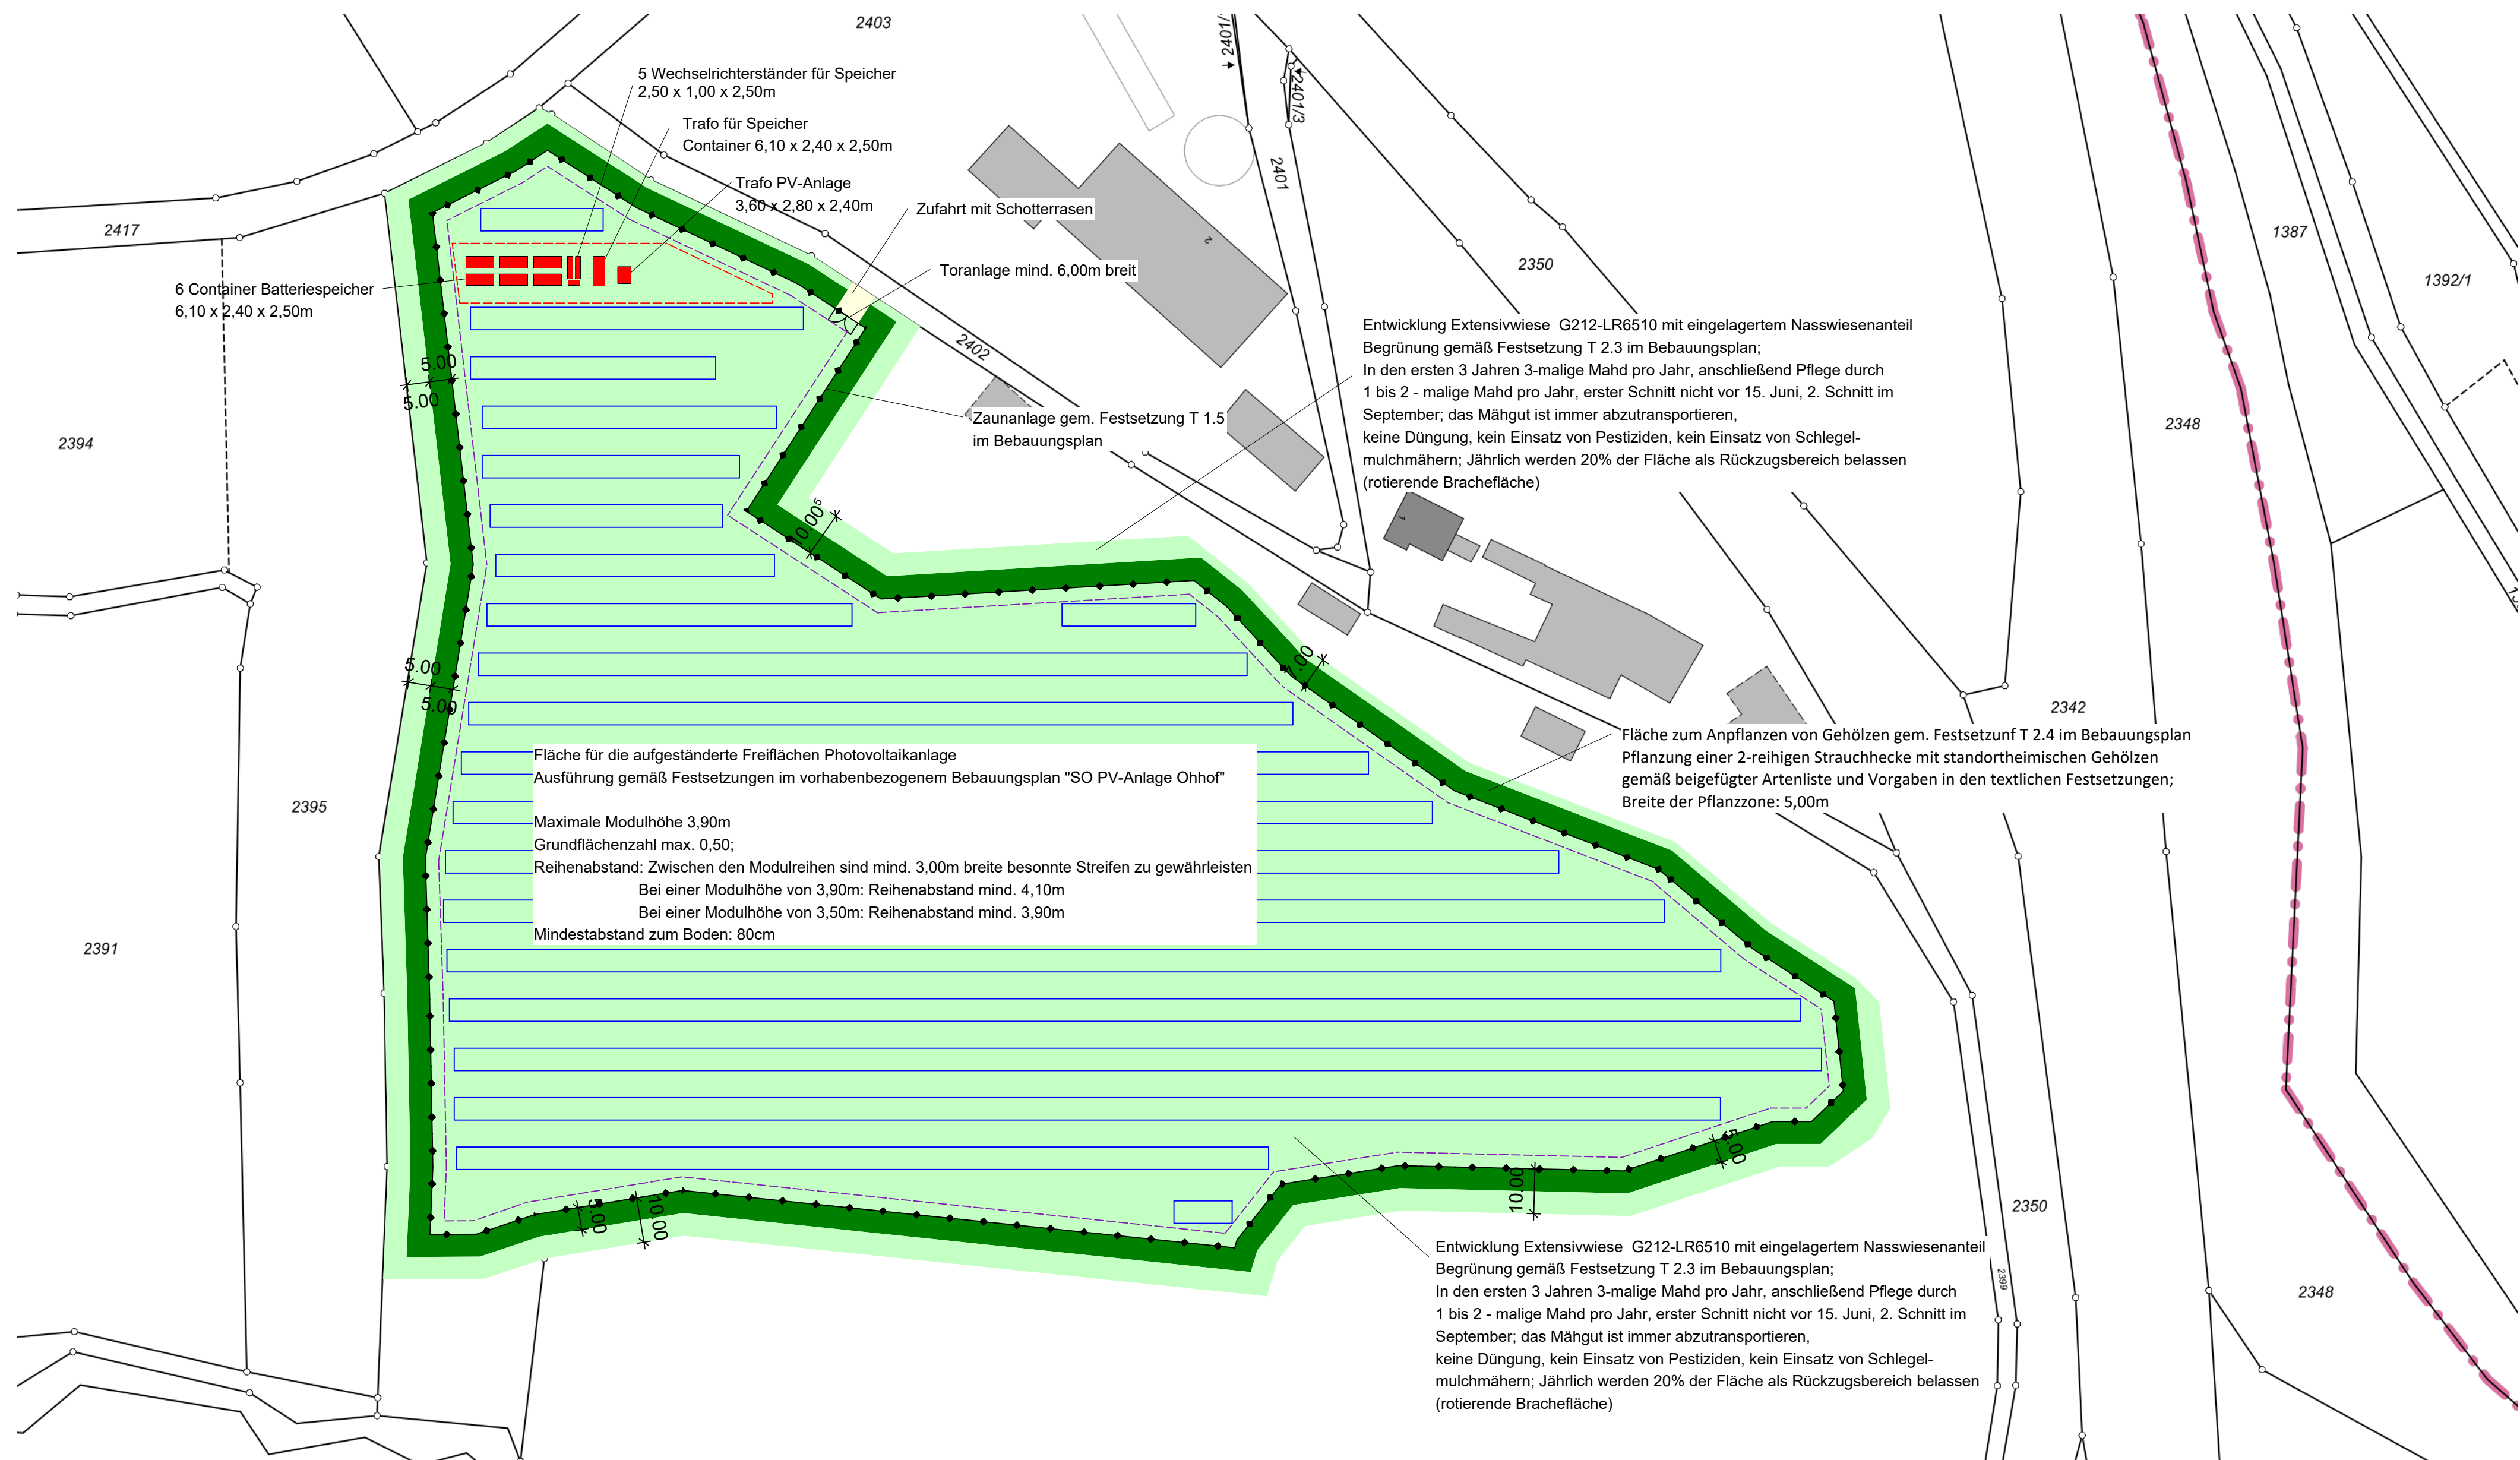 2403
2401/
2401/3
2401
5 Wechselrichterständer für Speicher
2,50 x 1,00 x 2,50m
Trafo für Speicher
Container 6,10 x 2,40 x 2,50m
Trafo PV-Anlage
3,60 x 2,80 x 2,40m
Zufahrt mit Schotterrasen
Toranlage mind. 6,00m breit
2
2417
6 Container Batteriespeicher
6,10 x 2,40 x 2,50m
2350
1387
1392/1
2402
5.00
5.00
2394
Zaunanlage gem. Festsetzung T 1.5
im Bebauungsplan
Entwicklung Extensivwiese  G212-LR6510 mit eingelagertem Nasswiesenanteil
Begrünung gemäß Festsetzung T 2.3 im Bebauungsplan;
In den ersten 3 Jahren 3-malige Mahd pro Jahr, anschließend Pflege durch
1 bis 2 - malige Mahd pro Jahr, erster Schnitt nicht vor 15. Juni, 2. Schnitt im
September; das Mähgut ist immer abzutransportieren,
keine Düngung, kein Einsatz von Pestiziden, kein Einsatz von Schlegel-
mulchmähern; Jährlich werden 20% der Fläche als Rückzugsbereich belassen
(rotierende Brachefläche)
2348
10.00⁵
1
5.00
5.00
7.00
2342
Fläche zum Anpflanzen von Gehölzen gem. Festsetzunf T 2.4 im Bebauungsplan
Pflanzung einer 2-reihigen Strauchhecke mit standortheimischen Gehölzen
gemäß beigefügter Artenliste und Vorgaben in den textlichen Festsetzungen;
Breite der Pflanzzone: 5,00m
Fläche für die aufgeständerte Freiflächen Photovoltaikanlage
Ausführung gemäß Festsetzungen im vorhabenbezogenem Bebauungsplan "SO PV-Anlage Ohhof"
Maximale Modulhöhe 3,90m
Grundflächenzahl max. 0,50;
Reihenabstand: Zwischen den Modulreihen sind mind. 3,00m breite besonnte Streifen zu gewährleisten
Bei einer Modulhöhe von 3,90m: Reihenabstand mind. 4,10m
Bei einer Modulhöhe von 3,50m: Reihenabstand mind. 3,90m
Mindestabstand zum Boden: 80cm
2395
2391
5.00
10.00
5.00
10.00
2350
2399
2348
Entwicklung Extensivwiese  G212-LR6510 mit eingelagertem Nasswiesenanteil
Begrünung gemäß Festsetzung T 2.3 im Bebauungsplan;
In den ersten 3 Jahren 3-malige Mahd pro Jahr, anschließend Pflege durch
1 bis 2 - malige Mahd pro Jahr, erster Schnitt nicht vor 15. Juni, 2. Schnitt im
September; das Mähgut ist immer abzutransportieren,
keine Düngung, kein Einsatz von Pestiziden, kein Einsatz von Schlegel-
mulchmähern; Jährlich werden 20% der Fläche als Rückzugsbereich belassen
(rotierende Brachefläche)